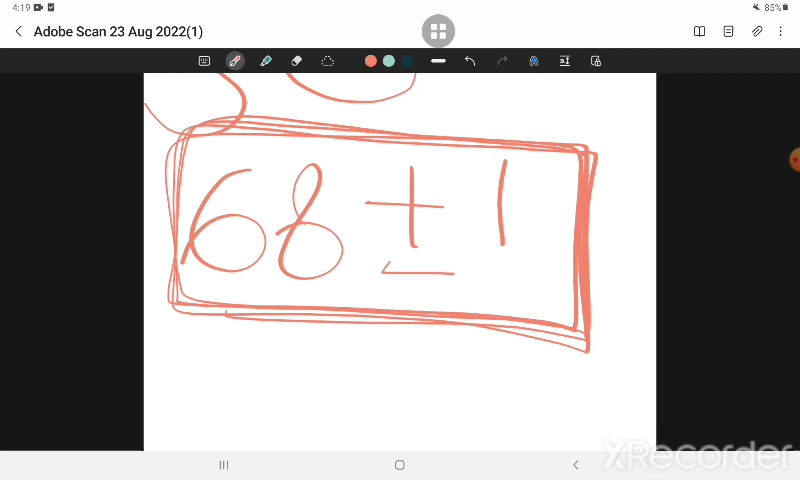 4:19 85%
Adobe Scan 23 Aug 2022(1)
68 ± 1
XRecorder